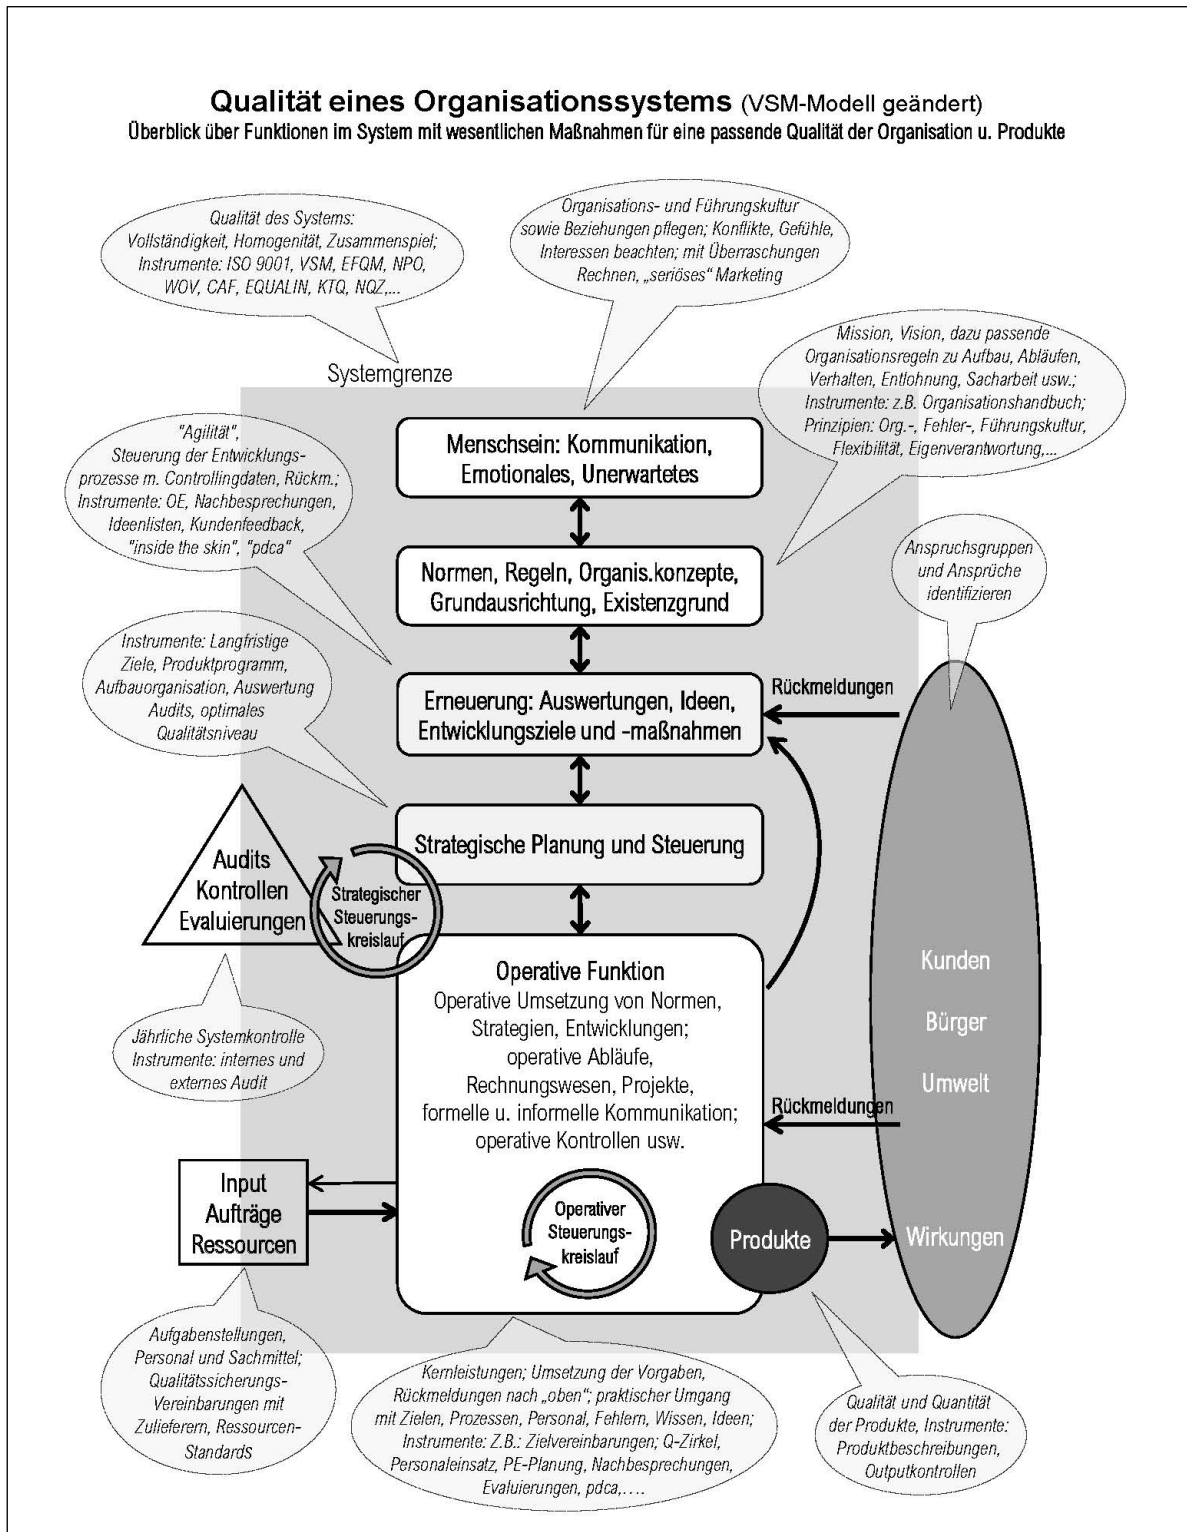 Qualität eines Organisationssystems (VSM-Modell geändert)
Überblick über Funktionen im System mit wesentlichen Maßnahmen für eine passende Qualität der Organisation u. Produkte
Qualität des Systems:
Vollständigkeit, Homogenität, Zusammenspiel;
Instrumente: ISO 9001, VSM, EFQM, NPO,
WOV, CAF, EQUALIN, KTQ, NQZ,...
Organisations- und Führungskultur
sowie Beziehungen pflegen; Konflikte, Gefühle,
Interessen beachten; mit Überraschungen
Rechnen, „seriöses“ Marketing
Mission, Vision, dazu passende
Organisationsregeln zu Aufbau, Abläufen,
Verhalten, Entlohnung, Sacharbeit usw.;
Instrumente: z.B. Organisationshandbuch;
Prinzipien: Org.-, Fehler-, Führungskultur,
Flexibilität, Eigenverantwortung,...
Systemgrenze
"Agilität",
Steuerung der Entwicklungs-
prozesse m. Controllingdaten, Rückm.;
Instrumente: OE, Nachbesprechungen,
Ideenlisten, Kundenfeedback,
"inside the skin", "pdca"
Menschsein: Kommunikation,
Emotionales, Unerwartetes
Normen, Regeln, Organis.konzepte,
Grundausrichtung, Existenzgrund
Anspruchsgruppen
und Ansprüche
identifizieren
Instrumente: Langfristige
Ziele, Produktprogramm,
Aufbauorganisation, Auswertung
Audits, optimales
Qualitätsniveau
Erneuerung: Auswertungen, Ideen,
Entwicklungsziele und -maßnahmen
Rückmeldungen
Strategische Planung und Steuerung
Audits
Kontrollen
Evaluierungen
Strategischer
Steuerungs-
kreislauf
Operative Funktion
Operative Umsetzung von Normen,
Strategien, Entwicklungen;
operative Abläufe,
Rechnungswesen, Projekte,
formelle u. informelle Kommunikation;
operative Kontrollen usw.
Kunden
Bürger
Umwelt
Jährliche Systemkontrolle
Instrumente: internes und
externes Audit
Rückmeldungen
Input
Aufträge
Ressourcen
Operativer
Steuerungs-
kreislauf
Produkte
Wirkungen
Aufgabenstellungen,
Personal und Sachmittel;
Qualitätssicherungs-
Vereinbarungen mit
Zulieferern, Ressourcen-
Standards
Kernleistungen; Umsetzung der Vorgaben,
Rückmeldungen nach „oben“; praktischer Umgang
mit Zielen, Prozessen, Personal, Fehlern, Wissen, Ideen;
Instrumente: Z.B.: Zielvereinbarungen; Q-Zirkel,
Personaleinsatz, PE-Planung, Nachbesprechungen,
Evaluierungen, pdca,....
Qualität und Quantität
der Produkte, Instrumente:
Produktbeschreibungen,
Outputkontrollen